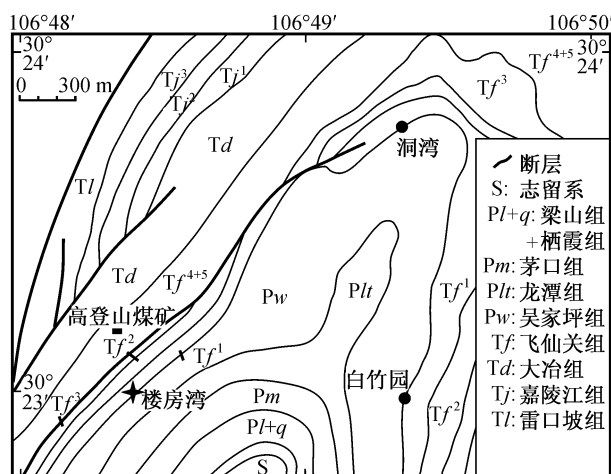 106°48′ 106°49′ 106°50′
30°24′
30°24′
0 300 m
Tj³
Tj²
Tj¹
Td
Tl
Tf⁴⁺⁵
Tf³
洞湾
Td
Tf⁴⁺⁵
高登山煤矿
Tf²
Tf¹
Pw
Plt
Tf¹
30°23′
Tf³
楼房湾
白竹园
Tf²
Pm
Pl+q
S
断层
S: 志留系
Pl+q: 梁山组
+栖霞组
Pm: 茅口组
Plt: 龙潭组
Pw: 吴家坪组
Tf: 飞仙关组
Td: 大冶组
Tj: 嘉陵江组
Tl: 雷口坡组